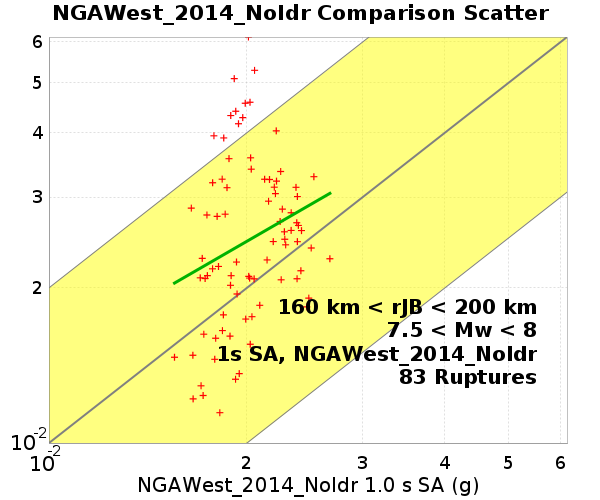 NGAWest_2014_NoIdr Comparison Scatter
6
5
4
3
2
10-2
10-2
2
3
4
5
6
160 km < rJB < 200 km
7.5 < Mw < 8
1s SA, NGAWest_2014_NoIdr
83 Ruptures
NGAWest_2014_NoIdr 1.0 s SA (g)